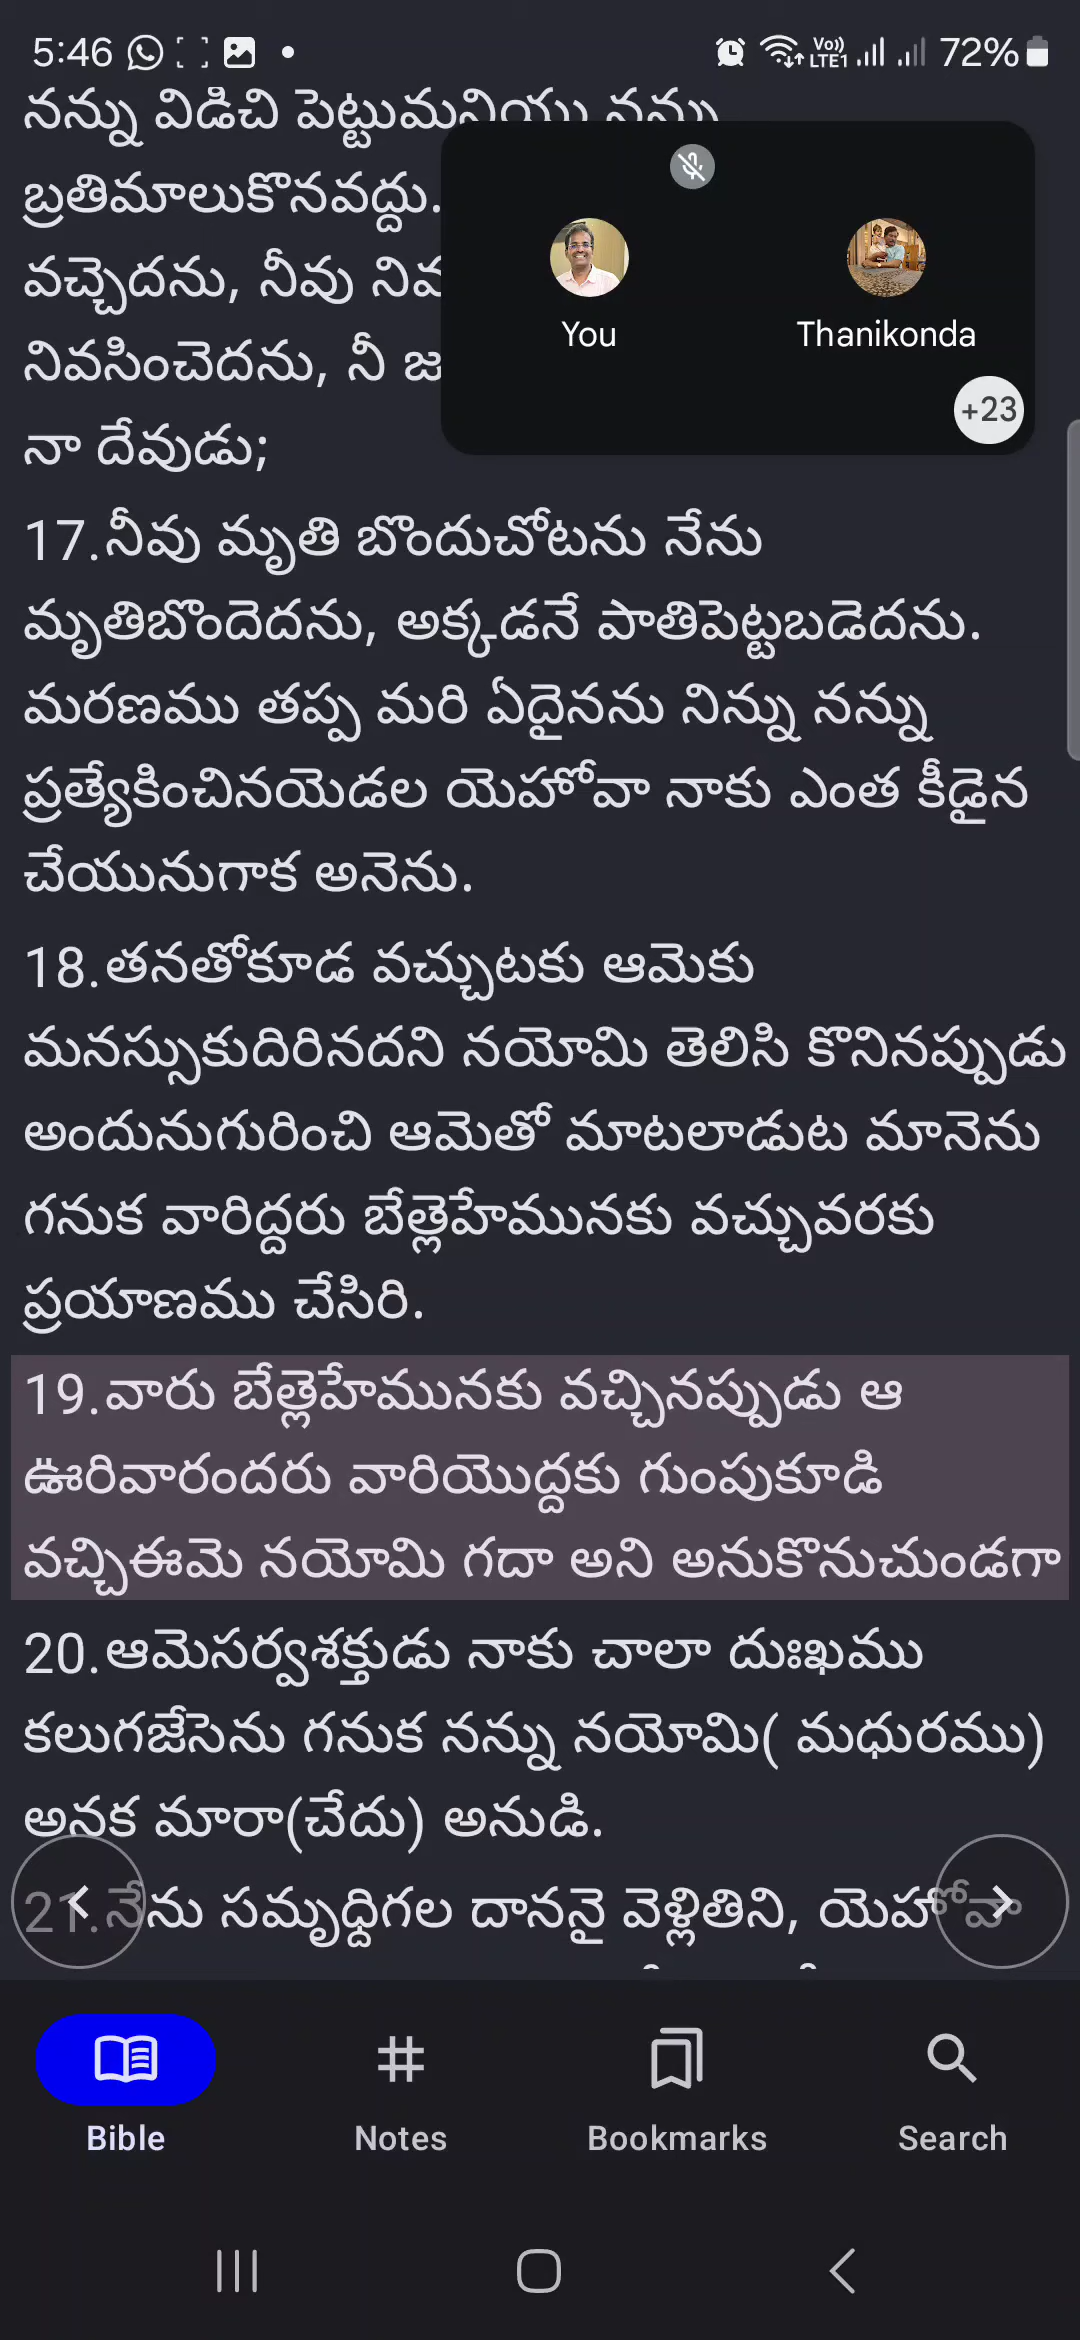 5:46
Vo))
LTE1
72%
నన్ను విడిచి పెట్టుమనియు నన్ను
బ్రతిమాలుకొనవద్దు.
వచ్చెదను, నీవు
నివసించెదను, నీ
నా దేవుడు;
You
Thanikonda
+23
17.నీవు మృతి బొందుచోటను నేను
మృతిబొందెదను, అక్కడనే పాతిపెట్టబడెదను.
మరణము తప్ప మరి ఏదైనను నిన్ను నన్ను
ప్రత్యేకించినయెడల యెహోవా నాకు ఎంత కీడైన
చేయునుగాక అనెను.
18.తనతోకూడ వచ్చుటకు ఆమెకు
మనస్సుకుదిరినదని నయోమి తెలిసి కొనినప్పుడు
అందునుగురించి ఆమెతో మాటలాడుట మానెను
గనుక వారిద్దరు బేత్లెహేమునకు వచ్చువరకు
ప్రయాణము చేసిరి.
19.వారు బేత్లెహేమునకు వచ్చినప్పుడు ఆ
ఊరివారందరు వారియొద్దకు గుంపుకూడి
వచ్చిఈమె నయోమి గదా అని అనుకొనుచుండగా
20.ఆమెసర్వశక్తుడు నాకు చాలా దుఃఖము
కలుగజేసెను గనుక నన్ను నయోమి( మధురము)
అనక మారా(చేదు) అనుడి.
21.నేను సమృద్ధిగల దాననై వెళ్లితిని, యెహోవా
Bible
Notes
Bookmarks
Search